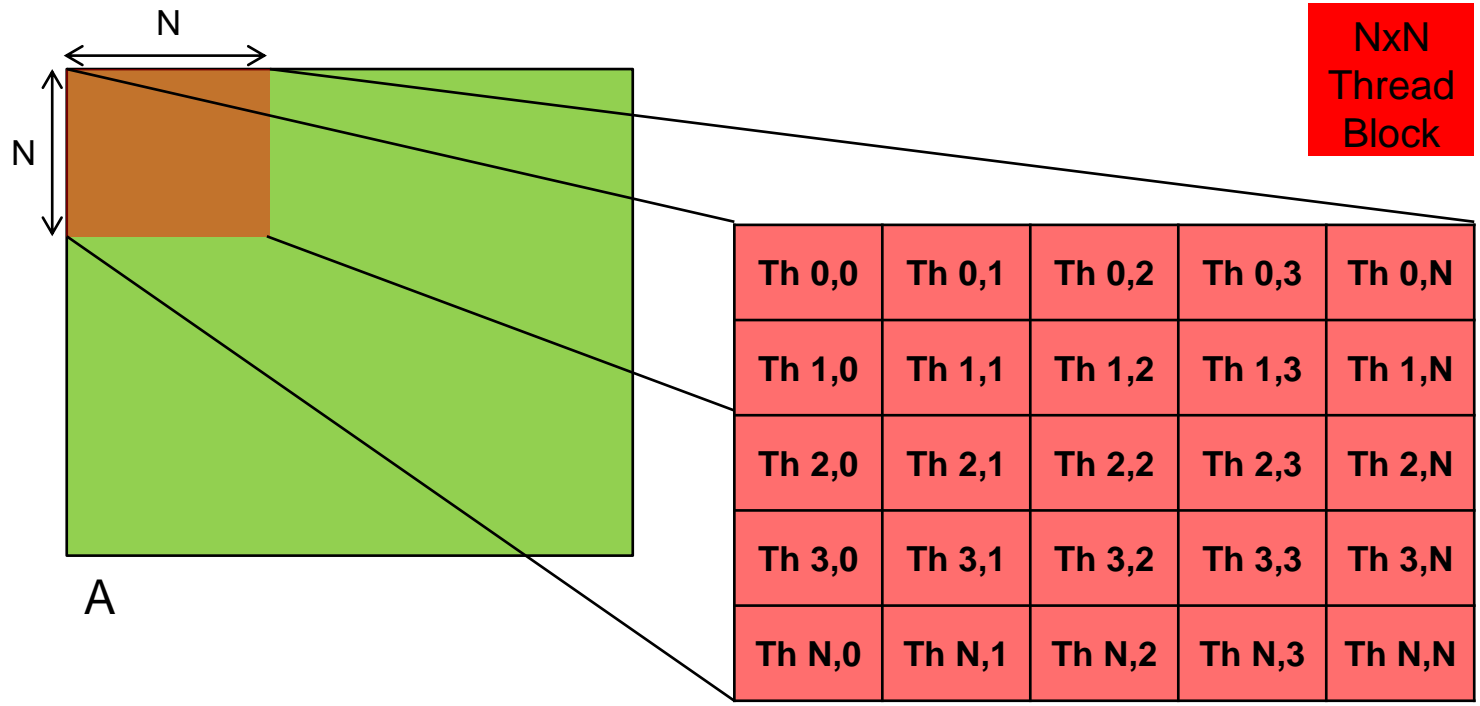 N
NxN
Thread
Block
N
Th 0,0 Th 0,1 Th 0,2 Th 0,3 Th 0,N
Th 1,0 Th 1,1 Th 1,2 Th 1,3 Th 1,N
Th 2,0 Th 2,1 Th 2,2 Th 2,3 Th 2,N
Th 3,0 Th 3,1 Th 3,2 Th 3,3 Th 3,N
Th N,0 Th N,1 Th N,2 Th N,3 Th N,N
A